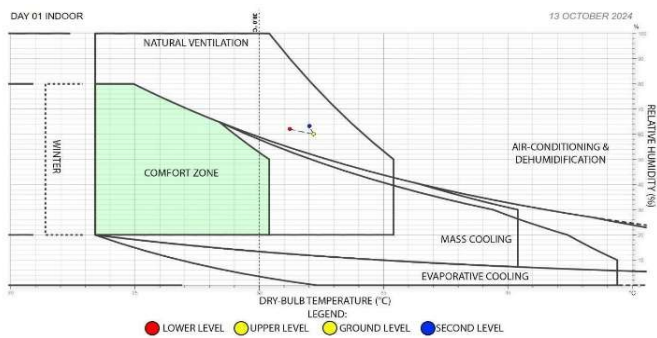 DAY 01 INDOOR
13 OCTOBER 2024
%
NATURAL VENTILATION
AIR-CONDITIONING &
DEHUMIDIFICATION
RELATIVE HUMIDITY (%)
WINTER
COMFORT ZONE
MASS COOLING
EVAPORATIVE COOLING
DRY-BULB TEMPERATURE (°C)
LEGEND:
LOWER LEVEL UPPER LEVEL GROUND LEVEL SECOND LEVEL